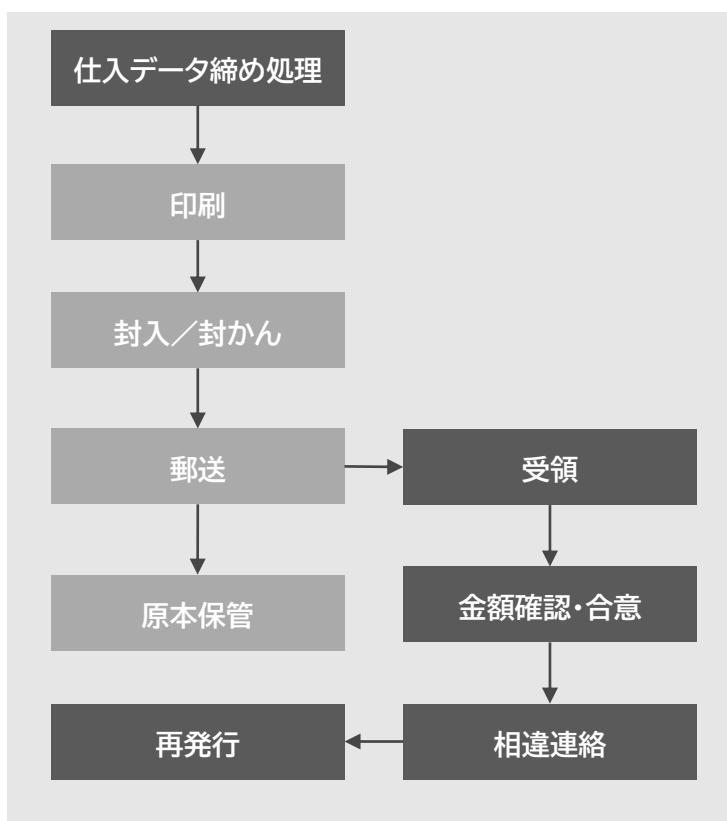 仕入データ締め処理
印刷
封入／封かん
郵送
受領
原本保管
金額確認・合意
再発行
相違連絡